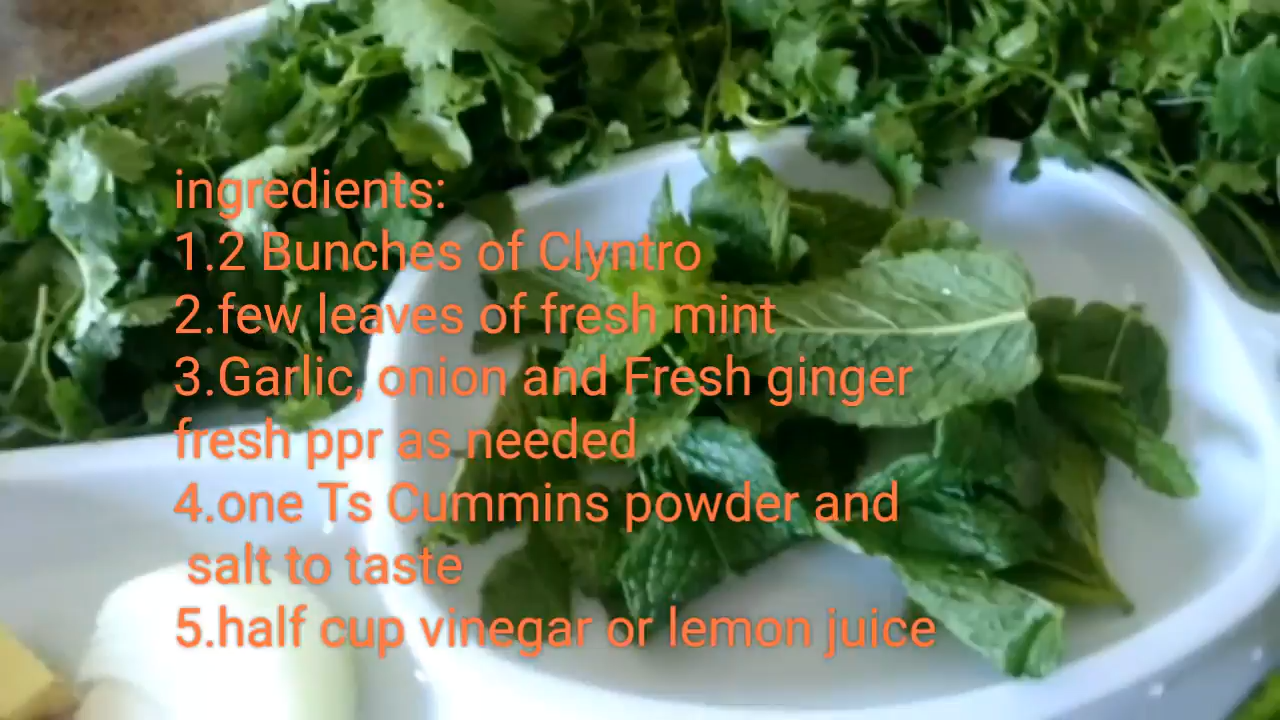 ingredients:
1.2 Bunches of Clyntro
2.few leaves of fresh mint
3.Garlic, onion and Fresh ginger
fresh ppr as needed
4.one Ts Cummins powder and
salt to taste
5.half cup vinegar or lemon juice